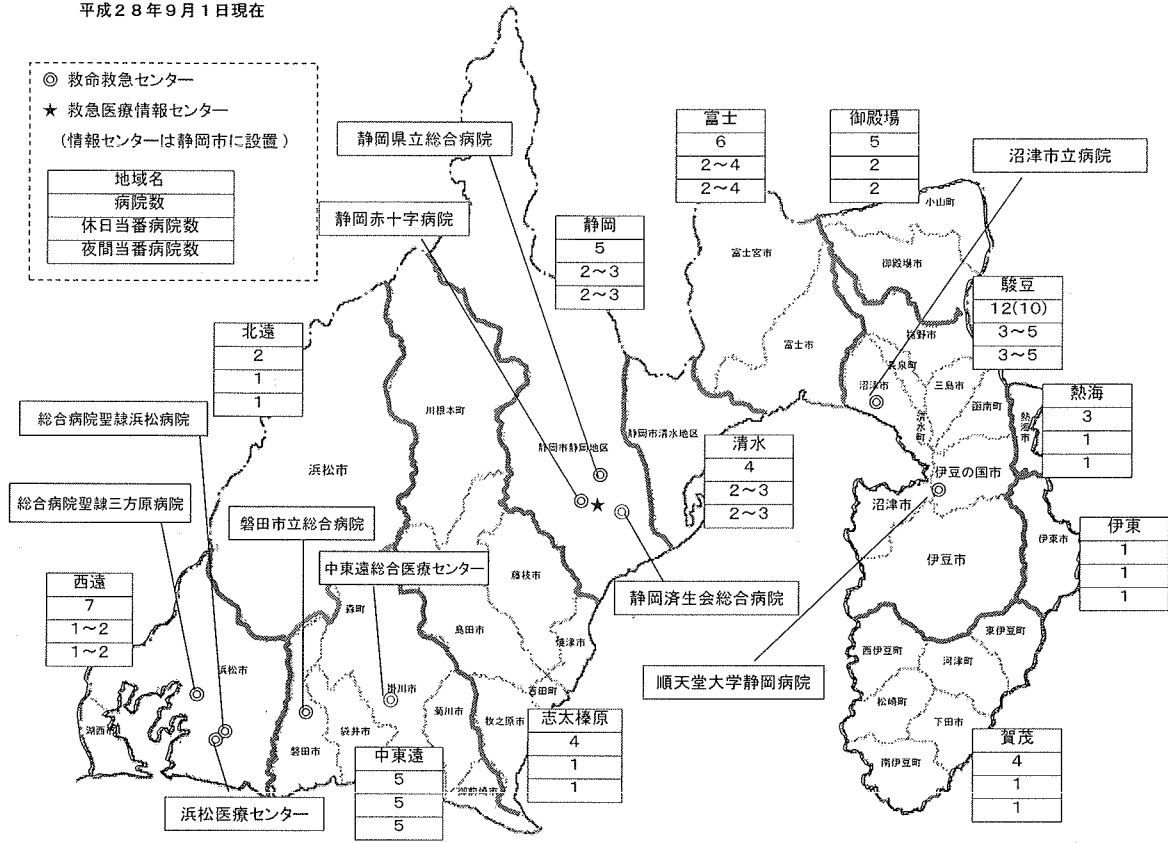 平成28年9月1日現在
◎ 救命救急センター
★ 救急医療情報センター
(情報センターは静岡市に設置)
地域名
病院数
休日当番病院数
夜間当番病院数
静岡県立総合病院
静岡赤十字病院
静岡
5
2～3
2～3
富士
6
2～4
2～4
御殿場
5
2
2
沼津市立病院
小山町
御殿場市
富士宮市
富士市
駿豆
12(10)
3～5
3～5
裾野市
長泉町
沼津市
三島市
清水町
函南町
熱海市
熱海
3
1
1
北遠
2
1
1
総合病院聖隷浜松病院
総合病院聖隷三方原病院
浜松市
川根本町
静岡市静岡地区
静岡市清水地区
清水
4
2～3
2～3
伊豆の国市
沼津市
伊豆市
伊東市
伊東
1
1
1
磐田市立総合病院
中東遠総合医療センター
静岡済生会総合病院
順天堂大学静岡病院
西遠
7
1～2
1～2
浜松市
湖西市
森町
島田市
藤枝市
焼津市
吉田町
掛川市
菊川市
牧之原市
袋井市
磐田市
御前崎市
浜松医療センター
中東遠
5
5
5
志太榛原
4
1
1
東伊豆町
西伊豆町
河津町
松崎町
下田市
南伊豆町
賀茂
4
1
1